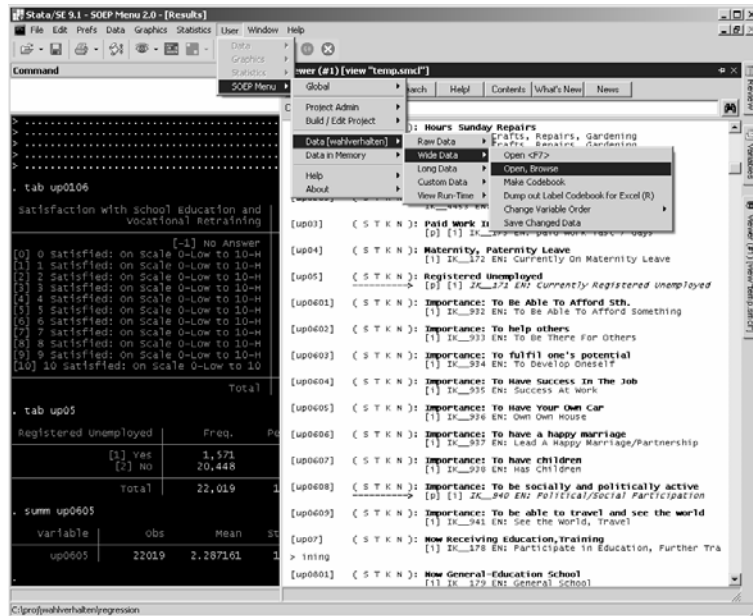 Stata/SE 9.1 - SOEP Menu 2.0 - [Results]
File Edit Prefs Data Graphics Statistics User Window Help
Data
Graphics
Statistics
SOEP Menu
Global
Project Admin
Build / Edit Project
Data [wahlverhalten]
Data in Memory
Help
About
Raw Data
Wide Data
Long Data
Custom Data
View Run-Time
Open <F7>
Open, Browse
Make Codebook
Dump out Label Codebook for Excel (R)
Change Variable Order
Save Changed Data
Command
. tab up0106
Satisfaction with School Education and
Vocational Retraining
[-1] No Answer
[0] 0 Satisfied: On Scale 0-Low to 10-H
[1] 1 Satisfied: On Scale 0-Low to 10-H
[2] 2 Satisfied: On Scale 0-Low to 10-H
[3] 3 Satisfied: On Scale 0-Low to 10-H
[4] 4 Satisfied: On Scale 0-Low to 10-H
[5] 5 Satisfied: On Scale 0-Low to 10-H
[6] 6 Satisfied: On Scale 0-Low to 10-H
[7] 7 Satisfied: On Scale 0-Low to 10-H
[8] 8 Satisfied: On Scale 0-Low to 10-H
[9] 9 Satisfied: On Scale 0-Low to 10-H
[10] 10 Satisfied: On Scale 0-Low to 10
Total
. tab up05
Registered Unemployed Freq. Pe
[1] Yes 1,571
[2] No 20,448
Total 22,019 1
. summ up0605
Variable Obs Mean St
up0605 22019 2.287161 1
ewer (#1) [view "temp.smcl"]
arch Help! Contents What's New News
): Hours Sunday Repairs
rafts, Repairs, Gardening
[up03] ( S T K N ): Paid Work I
[up04] ( S T K N ): Maternity, Paternity Leave
[i] IK__172 EN: Currently On Maternity Leave
[up05] ( S T K N ): Registered Unemployed
[p] [i] IK__171 EN: Currently Registered Unemployed
[up0601] ( S T K N ): Importance: To Be Able To Afford Sth.
[i] IK__932 EN: To Be Able To Afford Something
[up0602] ( S T K N ): Importance: To help others
[i] IK__933 EN: To Be There For Others
[up0603] ( S T K N ): Importance: To fulfil one's potential
[i] IK__934 EN: To Develop Oneself
[up0604] ( S T K N ): Importance: To Have Success In The Job
[i] IK__935 EN: Success At Work
[up0605] ( S T K N ): Importance: To Have Your Own Car
[i] IK__936 EN: Own Own House
[up0606] ( S T K N ): Importance: To have a happy marriage
[i] IK__937 EN: Lead A Happy Marriage/Partnership
[up0607] ( S T K N ): Importance: To have children
[i] IK__938 EN: Has Children
[up0608] ( S T K N ): Importance: To be socially and politically active
[p] [i] IK__940 EN: Political/Social Participation
[up0609] ( S T K N ): Importance: To be able to travel and see the world
[i] IK__941 EN: See the World, Travel
[up07] ( S T K N ): Now Receiving Education,Training
[i] IK__178 EN: Participate in Education, Further Tra
> ining
[up0801] ( S T K N ): Now General-Education School
[i] IK__179 EN: General School
Review
Variables
Viewer (#1) [view "temp.smcl"]
C:\proj\wahlverhalten\regression